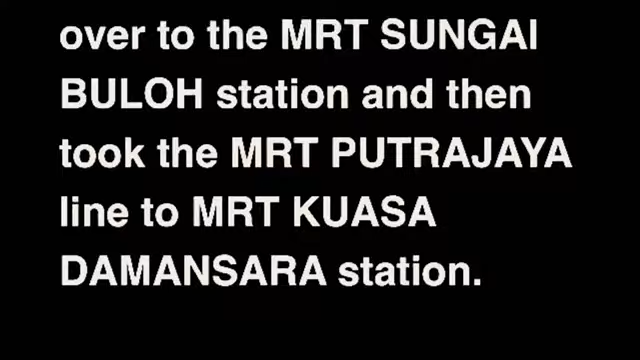 over to the MRT SUNGAI
BULOH station and then
took the MRT PUTRAJAYA
line to MRT KUASA
DAMANSARA station.